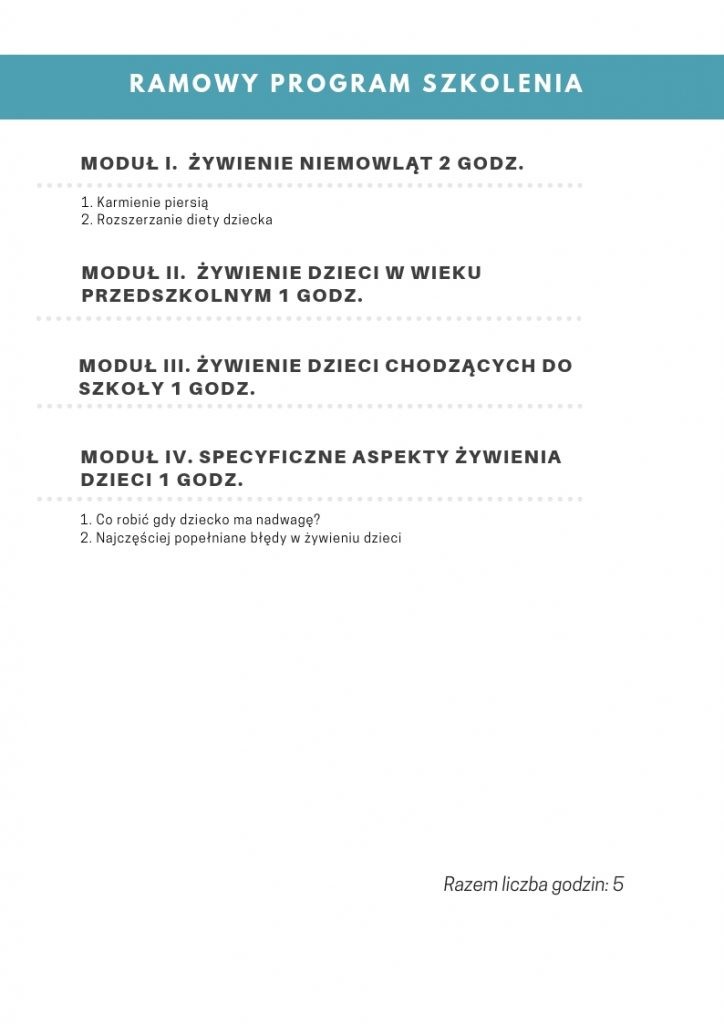 RAMOWY PROGRAM SZKOLENIA
MODUŁ I. ŻYWIENIE NIEMOWLĄT 2 GODZ.
1. Karmienie piersią
2. Rozszerzanie diety dziecka
MODUŁ II. ŻYWIENIE DZIECI W WIEKU
PRZEDSZKOLNYM 1 GODZ.
MODUŁ III. ŻYWIENIE DZIECI CHODZĄCYCH DO
SZKOŁY 1 GODZ.
MODUŁ IV. SPECYFICZNE ASPEKTY ŻYWIENIA
DZIECI 1 GODZ.
1. Co robić gdy dziecko ma nadwagę?
2. Najczęściej popełniane błędy w żywieniu dzieci
Razem liczba godzin: 5